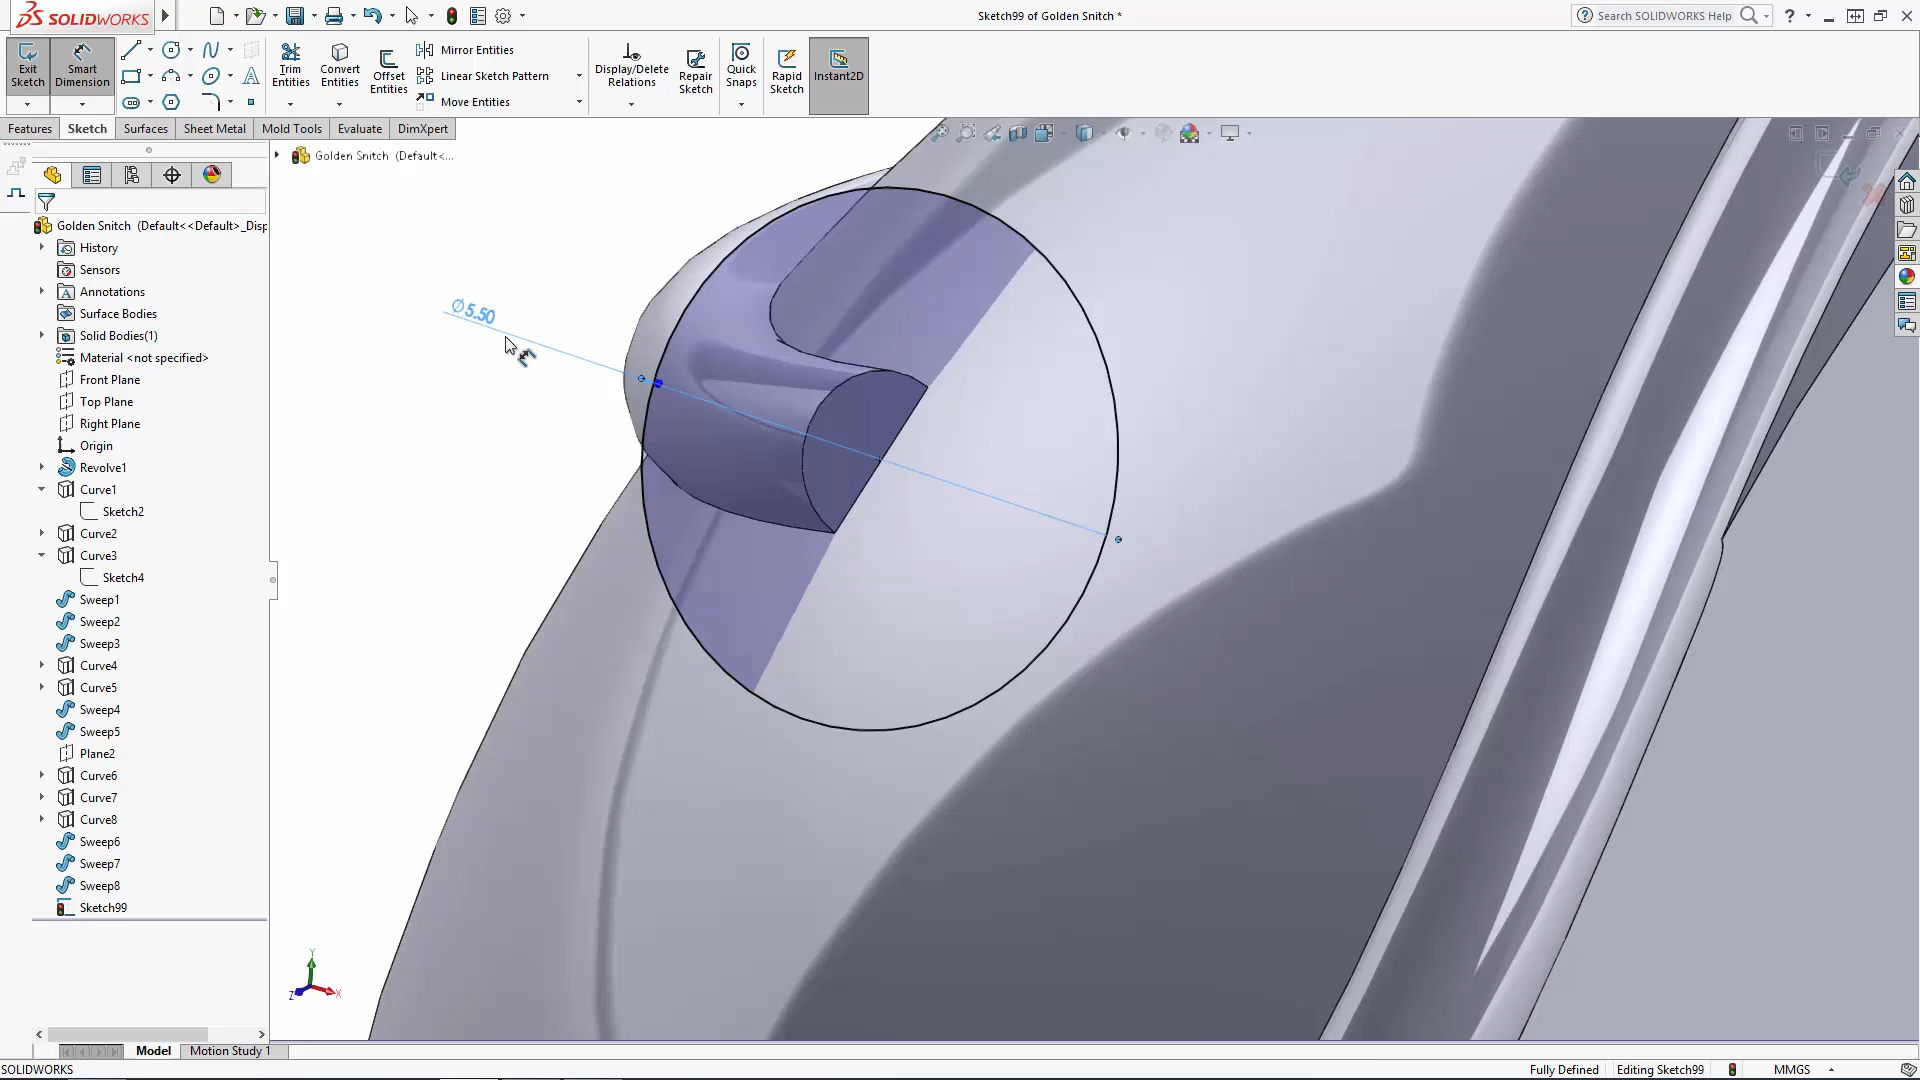 SOLIDWORKS
Sketch99 of Golden Snitch *
Search SOLIDWORKS Help
?
Exit Sketch
Smart Dimension
Trim Entities
Convert Entities
Offset Entities
Mirror Entities
Linear Sketch Pattern
Move Entities
Display/Delete Relations
Repair Sketch
Quick Snaps
Rapid Sketch
Instant2D
Features
Sketch
Surfaces
Sheet Metal
Mold Tools
Evaluate
DimXpert
Golden Snitch (Default<...
Golden Snitch (Default<<Default>_Disp
History
Sensors
Annotations
Surface Bodies
Solid Bodies(1)
Material <not specified>
Front Plane
Top Plane
Right Plane
Origin
Revolve1
Curve1
Sketch2
Curve2
Curve3
Sketch4
Sweep1
Sweep2
Sweep3
Curve4
Curve5
Sweep4
Sweep5
Plane2
Curve6
Curve7
Curve8
Sweep6
Sweep7
Sweep8
Sketch99
∅5.50
Y
Z
X
Model
Motion Study 1
SOLIDWORKS
Fully Defined
Editing Sketch99
MMGS